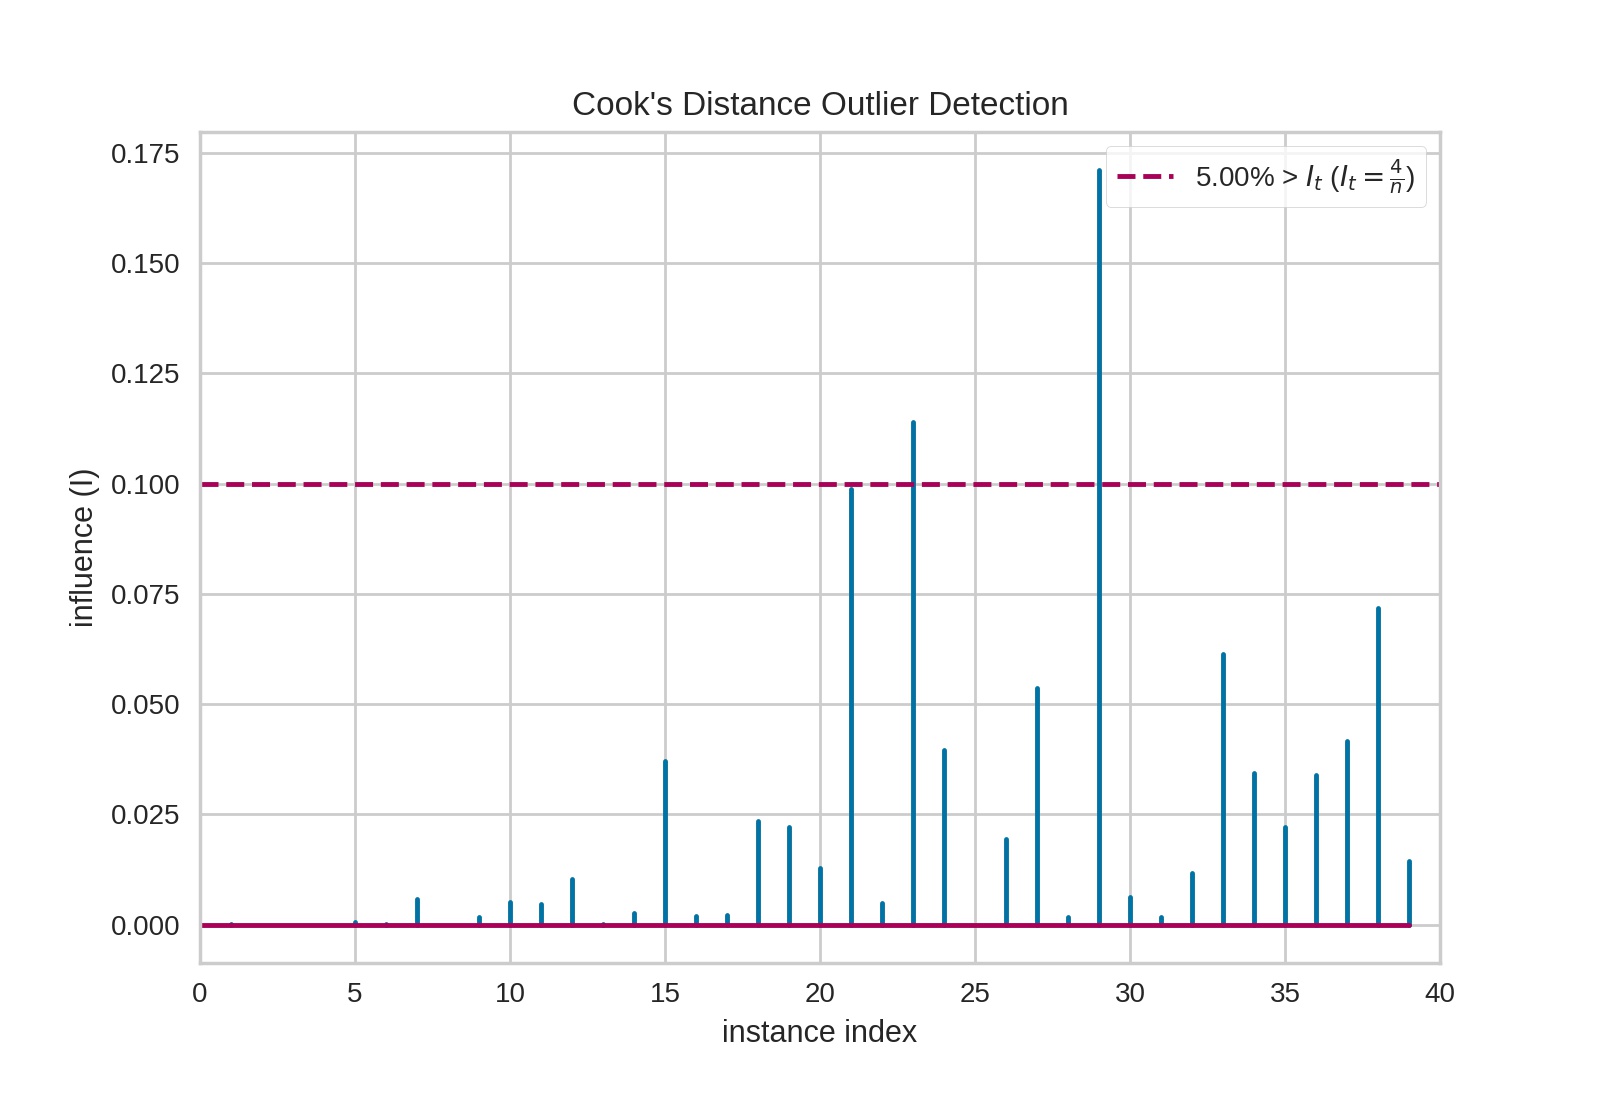 Cook's Distance Outlier Detection
5.00% > I_t (I_t = 4/n)
influence (I)
0.175
0.150
0.125
0.100
0.075
0.050
0.025
0.000
0 5 10 15 20 25 30 35 40
instance index